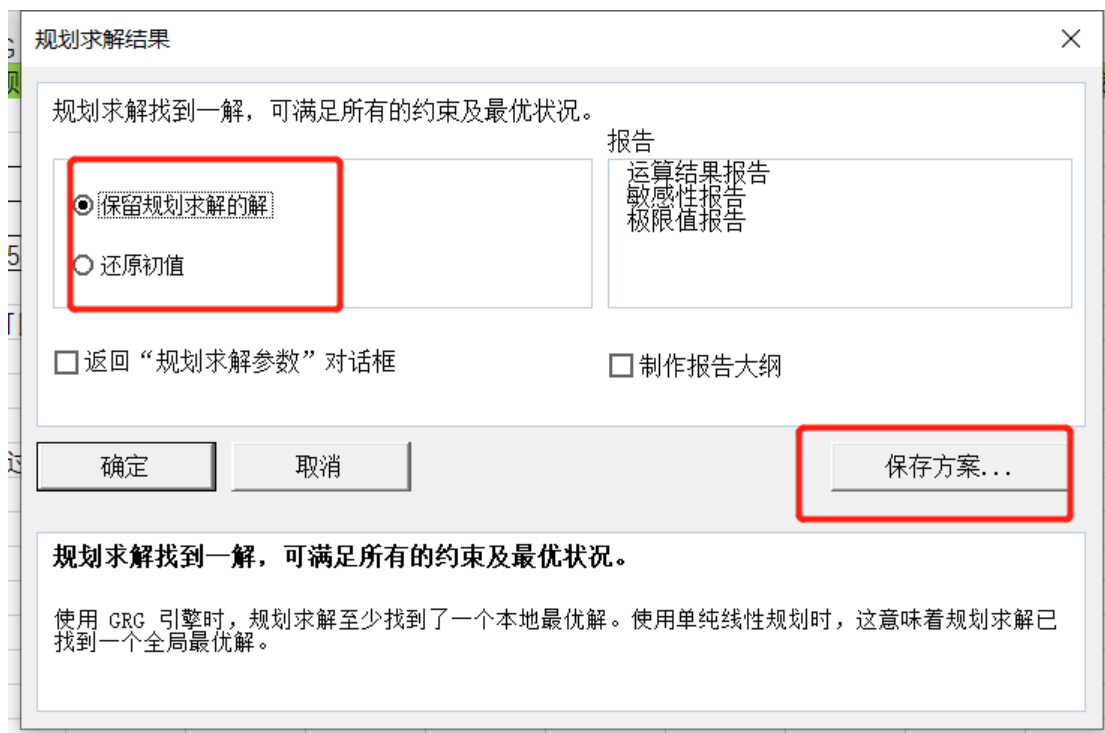 规划求解结果
规划求解找到一解，可满足所有的约束及最优状况。
报告
保留规划求解的解
还原初值
运算结果报告
敏感性报告
极限值报告
返回“规划求解参数”对话框
制作报告大纲
确定
取消
保存方案...
规划求解找到一解，可满足所有的约束及最优状况。
使用 GRG 引擎时，规划求解至少找到了一个本地最优解。使用单纯线性规划时，这意味着规划求解已
找到一个全局最优解。
5